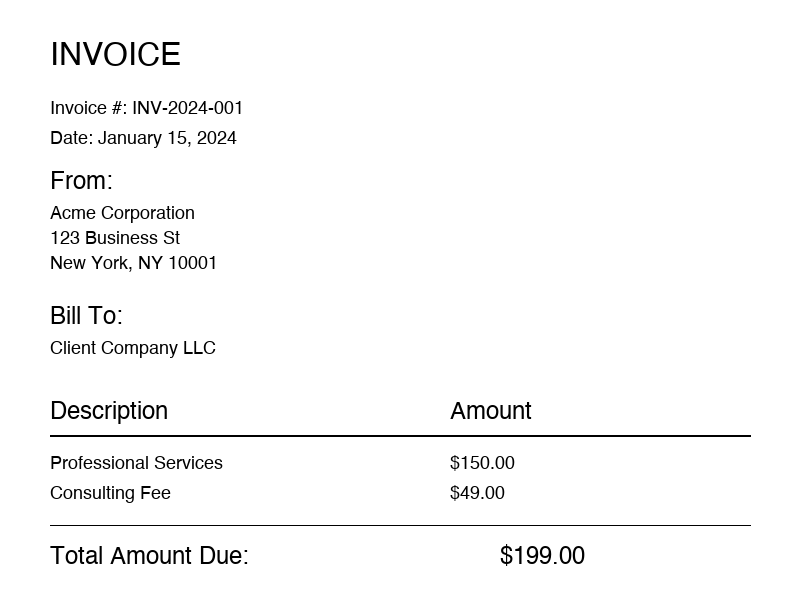 INVOICE
Invoice #: INV-2024-001
Date: January 15, 2024
From:
Acme Corporation
123 Business St
New York, NY 10001
Bill To:
Client Company LLC
Description Amount
Professional Services $150.00
Consulting Fee $49.00
Total Amount Due: $199.00